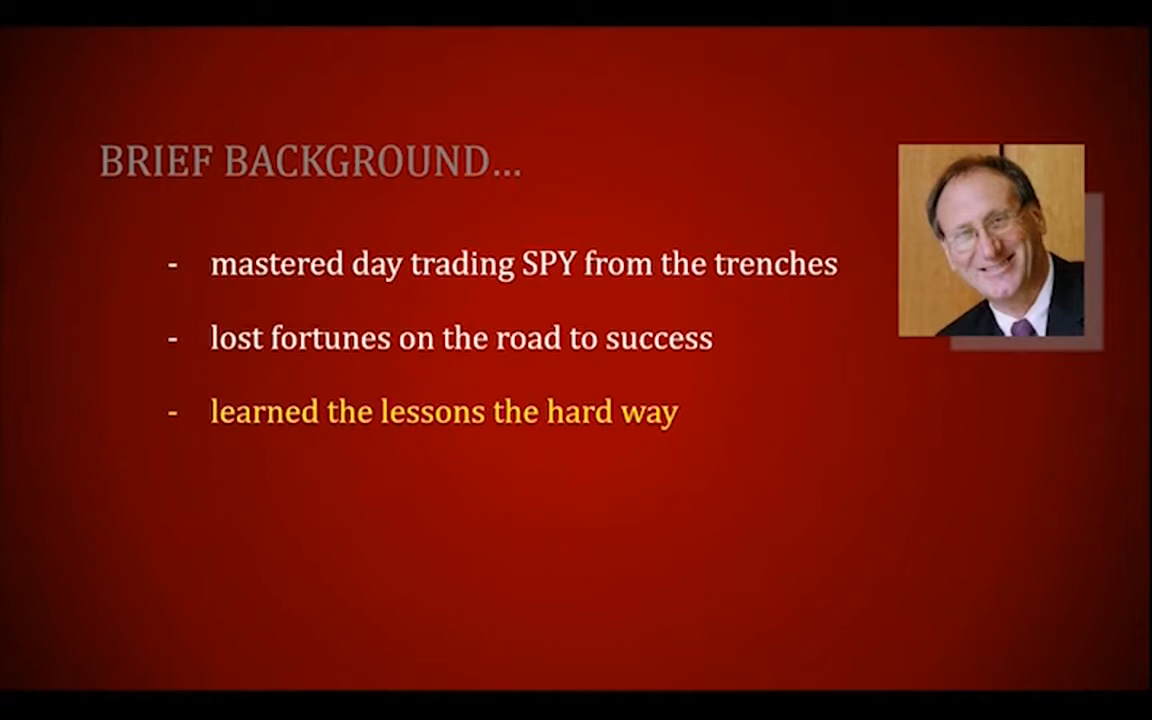 BRIEF BACKGROUND...
- mastered day trading SPY from the trenches
- lost fortunes on the road to success
- learned the lessons the hard way